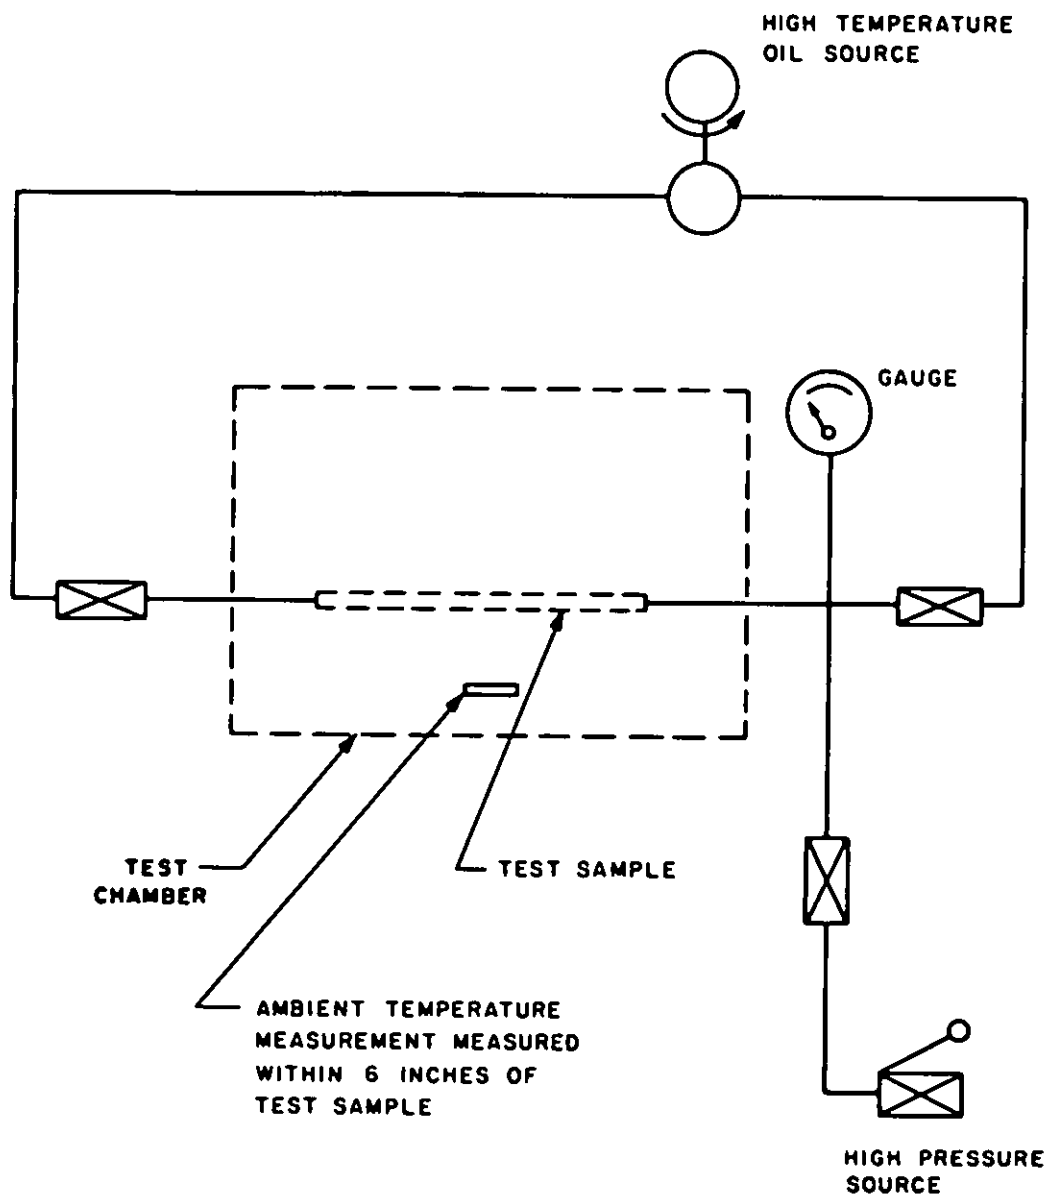 HIGH TEMPERATURE
OIL SOURCE
GAUGE
TEST
CHAMBER
TEST SAMPLE
AMBIENT TEMPERATURE
MEASUREMENT MEASURED
WITHIN 6 INCHES OF
TEST SAMPLE
HIGH PRESSURE
SOURCE